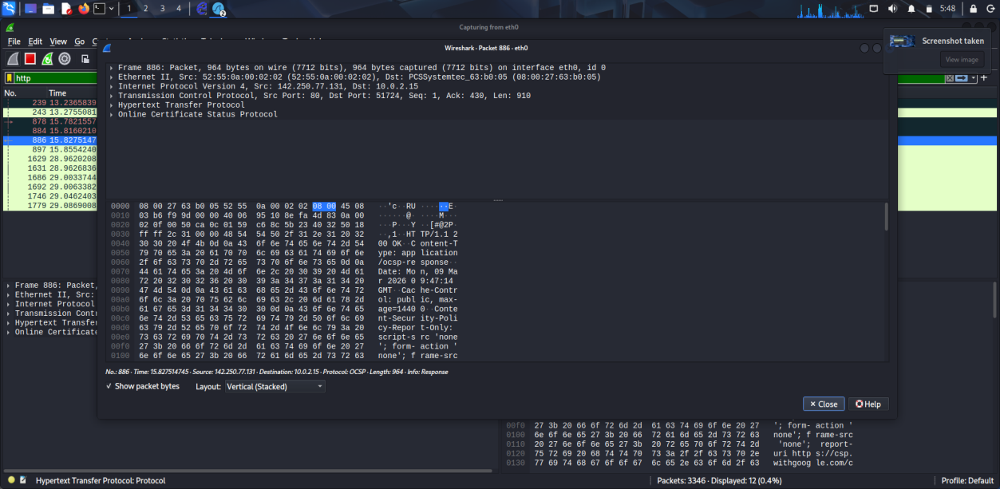 1 2 3 4 2 5:48
Capturing from eth0
File Edit View Go
Wireshark · Packet 886 · eth0
Screenshot taken
View image
http
No. Time
239 13.2365839
243 13.2755081
878 15.7821557
884 15.8160210
886 15.8275147
897 15.8554240
1629 28.9620208
1631 28.9626836
1686 29.0033744
1692 29.0063382
1746 29.0462403
1779 29.0869008
Frame 886: Packet, 964 bytes on wire (7712 bits), 964 bytes captured (7712 bits) on interface eth0, id 0
Ethernet II, Src: 52:55:0a:00:02:02 (52:55:0a:00:02:02), Dst: PCSSystemtec_63:b0:05 (08:00:27:63:b0:05)
Internet Protocol Version 4, Src: 142.250.77.131, Dst: 10.0.2.15
Transmission Control Protocol, Src Port: 80, Dst Port: 51724, Seq: 1, Ack: 430, Len: 910
Hypertext Transfer Protocol
Online Certificate Status Protocol
0000 08 00 27 63 b0 05 52 55 0a 00 02 02 08 00 45 08 ··'c··RU ······E·
0010 03 b6 f9 9d 00 00 40 06 95 10 8e fa 4d 83 0a 00 ······@· ····M···
0020 02 0f 00 50 ca 0c 01 59 c6 8c 5b 23 40 32 50 18 ···P···Y ··[#@2P·
0030 ff ff 2c 31 00 00 48 54 54 50 2f 31 2e 31 20 32 ··,1··HT TP/1.1 2
0040 30 30 20 4f 4b 0d 0a 43 6f 6e 74 65 6e 74 2d 54 00 OK··C ontent-T
0050 79 70 65 3a 20 61 70 70 6c 69 63 61 74 69 6f 6e ype: app lication
0060 2f 6f 63 73 70 2d 72 65 73 70 6f 6e 73 65 0d 0a /ocsp-re sponse··
0070 44 61 74 65 3a 20 4d 6f 6e 2c 20 30 39 20 4d 61 Date: Mo n, 09 Ma
0080 72 20 32 30 32 36 20 30 39 3a 34 37 3a 31 34 20 r 2026 0 9:47:14
0090 47 4d 54 0d 0a 43 61 63 68 65 2d 43 6f 6e 74 72 GMT··Cac he-Contr
00a0 6f 6c 3a 20 70 75 62 6c 69 63 2c 20 6d 61 78 2d ol: publ ic, max-
00b0 61 67 65 3d 31 34 34 30 30 0d 0a 43 6f 6e 74 65 age=1440 0··Conte
00c0 6e 74 2d 53 65 63 75 72 69 74 79 2d 50 6f 6c 69 nt-Secur ity-Poli
00d0 63 79 2d 52 65 70 6f 72 74 2d 4f 6e 6c 79 3a 20 cy-Repor t-Only:
00e0 73 63 72 69 70 74 2d 73 72 63 20 27 6e 6f 6e 65 script-s rc 'none
00f0 27 3b 20 66 6f 72 6d 2d 61 63 74 69 6f 6e 20 27 '; form- action '
0100 6e 6f 6e 65 27 3b 20 66 72 61 6d 65 2d 73 72 63 none'; f rame-src
No.: 886 · Time: 15.827514745 · Source: 142.250.77.131 · Destination: 10.0.2.15 · Protocol: OCSP · Length: 964 · Info: Response
Show packet bytes Layout: Vertical (Stacked)
Close Help
Frame 886: Packet,
Ethernet II, Src:
Internet Protocol
Transmission Contr
Hypertext Transfer
Online Certificate
00f0 27 3b 20 66 6f 72 6d 2d 61 63 74 69 6f 6e 20 27 '; form- action '
0100 6e 6f 6e 65 27 3b 20 66 72 61 6d 65 2d 73 72 63 none'; f rame-src
0110 20 27 6e 6f 6e 65 27 3b 20 72 65 70 6f 72 74 2d 'none'; report-
0120 75 72 69 20 68 74 74 70 73 3a 2f 2f 63 73 70 2e uri http s://csp.
0130 77 69 74 68 67 6f 6f 67 6c 65 2e 63 6f 6d 2f 63 withgoog le.com/c
Hypertext Transfer Protocol: Protocol
Packets: 3346 · Displayed: 12 (0.4%)
Profile: Default